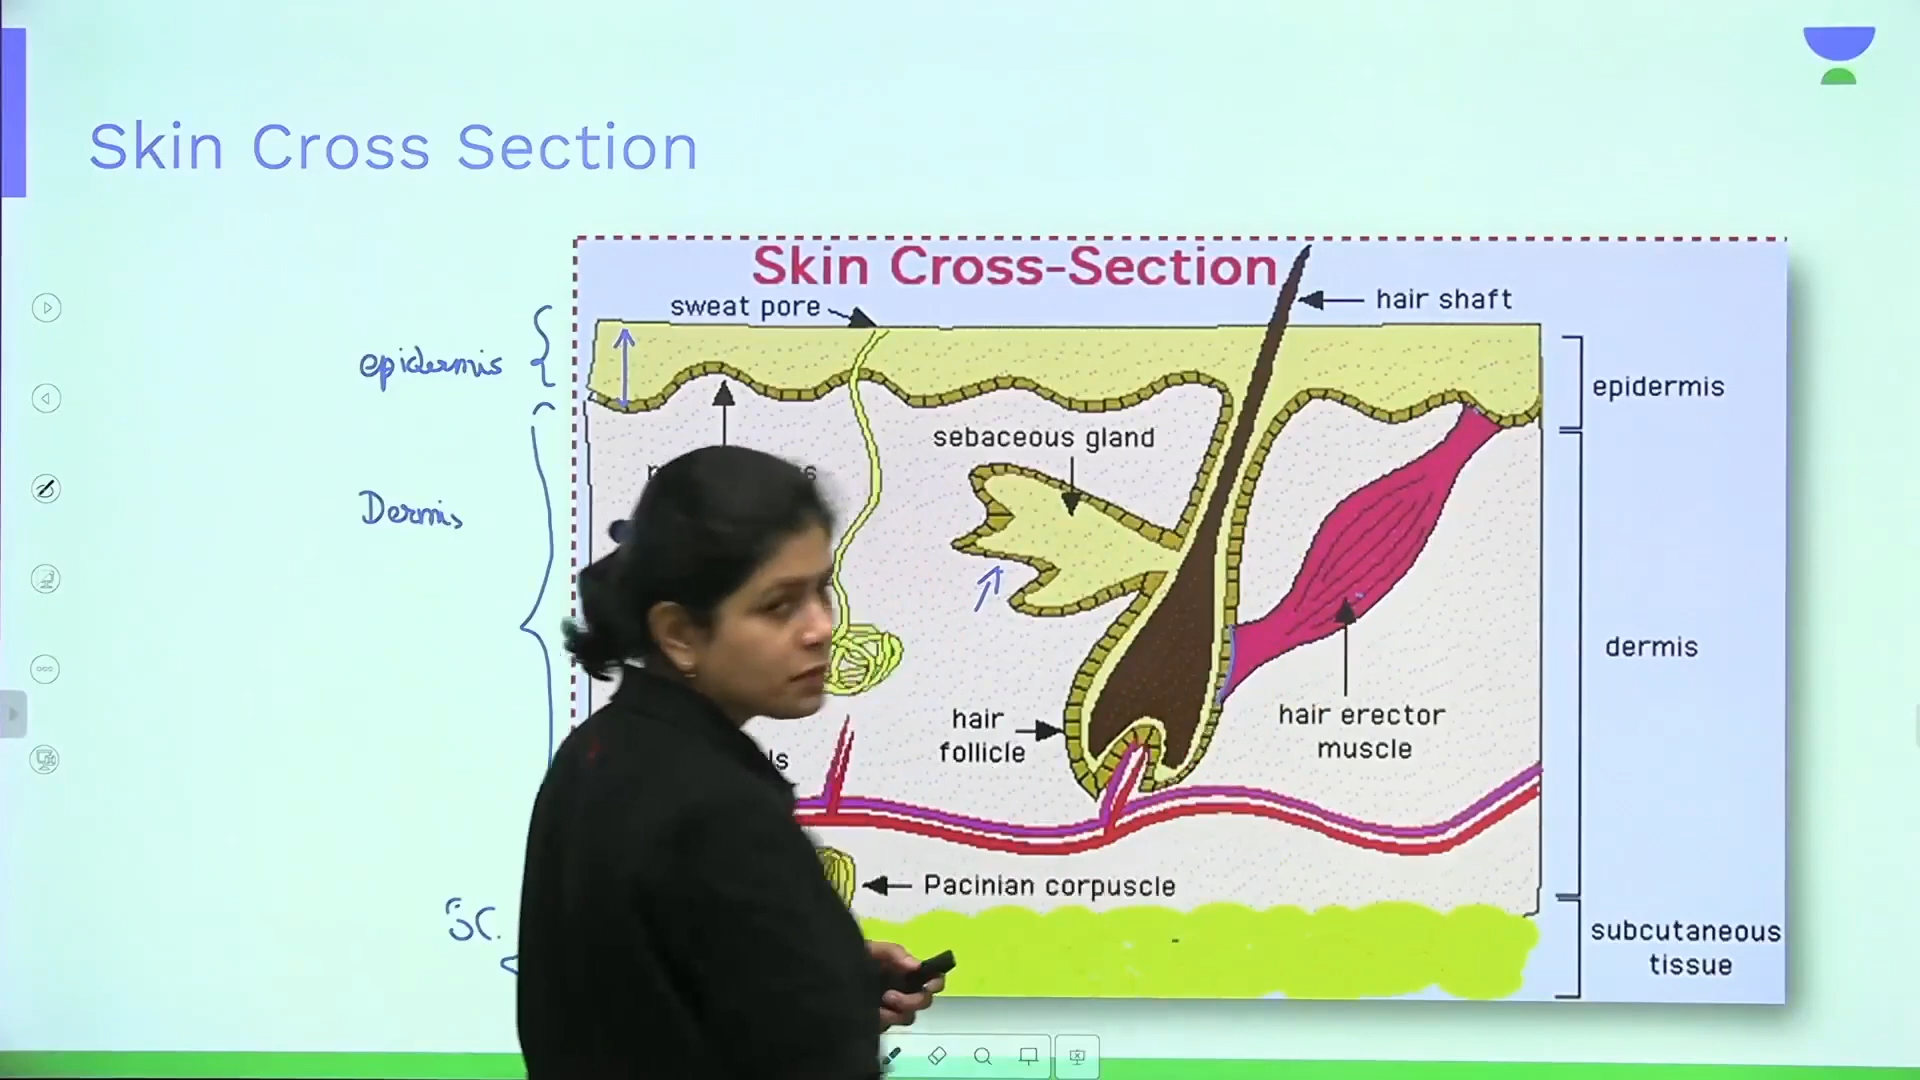 Skin Cross Section
Skin Cross-Section
sweat pore
hair shaft
epidermis
epidermis
sebaceous gland
Dermis
dermis
hair
follicle
hair erector
muscle
Pacinian corpuscle
SC.
subcutaneous
tissue